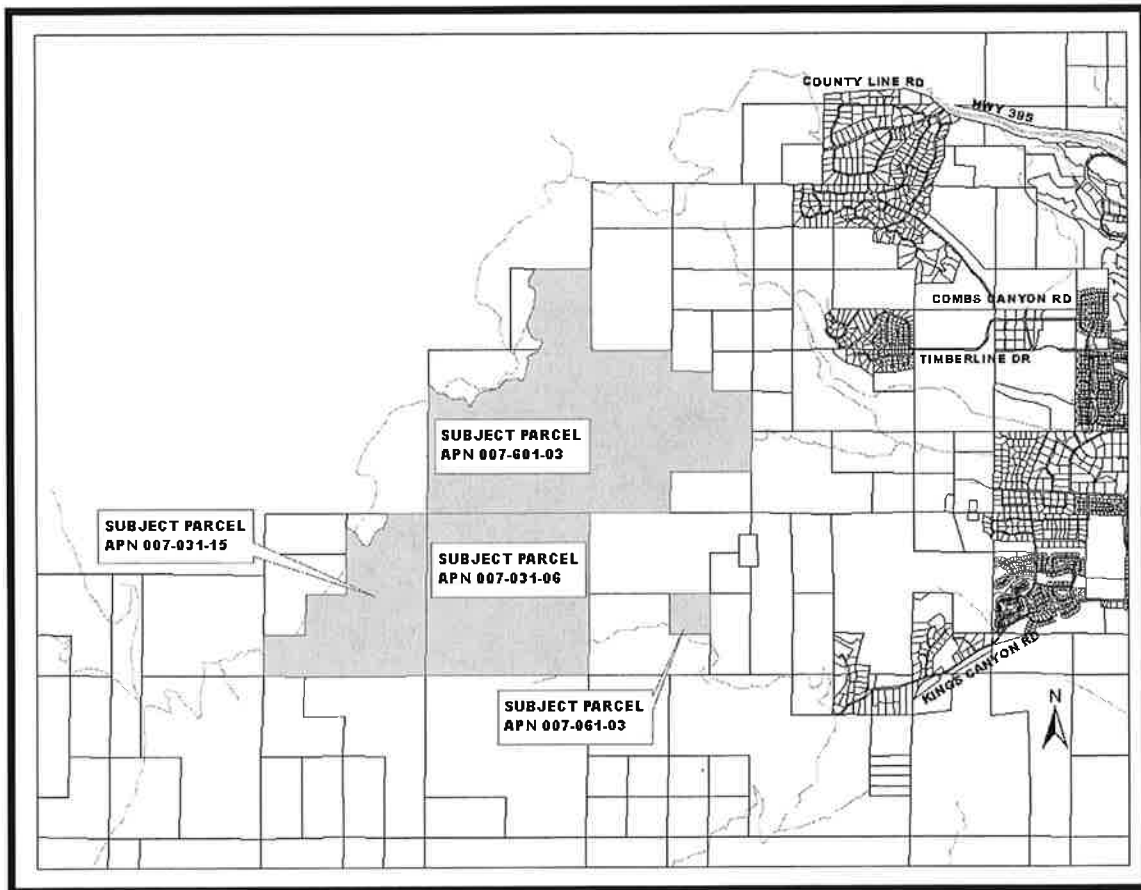 COUNTY LINE RD
HWY 395
COMBS CANYON RD
TIMBERLINE DR
SUBJECT PARCEL
APN 007-601-03
SUBJECT PARCEL
APN 007-031-15
SUBJECT PARCEL
APN 007-031-06
SUBJECT PARCEL
APN 007-061-03
KINGS CANYON RD
N